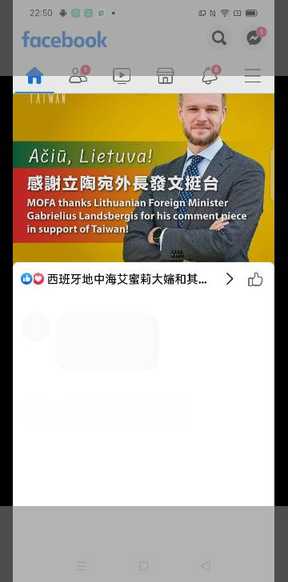 22:50
facebook
TAIWAN
Ačiū, Lietuva!
感謝立陶宛外長發文挺台
MOFA thanks Lithuanian Foreign Minister
Gabrielius Landsbergis for his comment piece
in support of Taiwan!
西班牙地中海艾蜜莉大嬸和其...